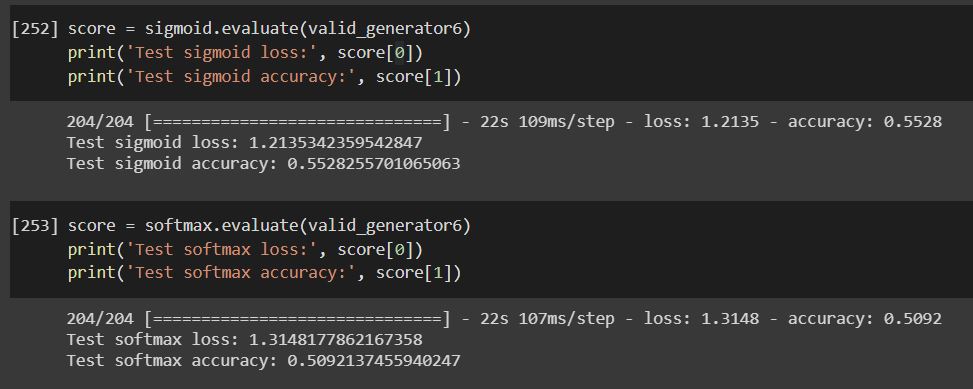 [252] score = sigmoid.evaluate(valid_generator6)
print('Test sigmoid loss:', score[0])
print('Test sigmoid accuracy:', score[1])
204/204 [==============================] - 22s 109ms/step - loss: 1.2135 - accuracy: 0.5528
Test sigmoid loss: 1.2135342359542847
Test sigmoid accuracy: 0.5528255701065063
[253] score = softmax.evaluate(valid_generator6)
print('Test softmax loss:', score[0])
print('Test softmax accuracy:', score[1])
204/204 [==============================] - 22s 107ms/step - loss: 1.3148 - accuracy: 0.5092
Test softmax loss: 1.3148177862167358
Test softmax accuracy: 0.5092137455940247